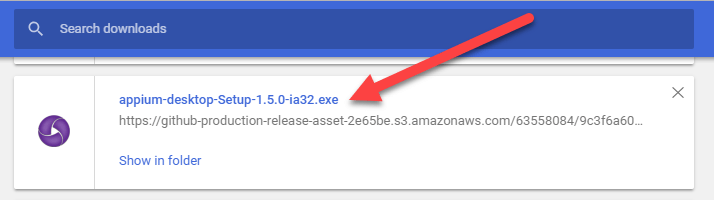 Search downloads
appium-desktop-Setup-1.5.0-ia32.exe
https://github-production-release-asset-2e65be.s3.amazonaws.com/63558084/9c3f6a60...
Show in folder